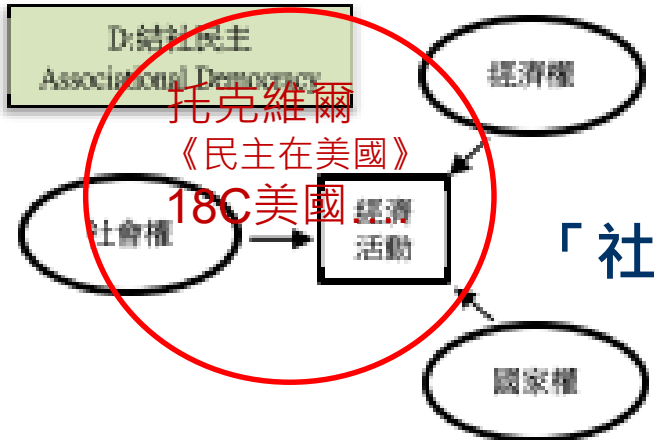 D:結社民主
Associational Democracy
托克維爾
《民主在美國》
18C美國...
經濟權
社會權
經濟
活動
「社
國家權